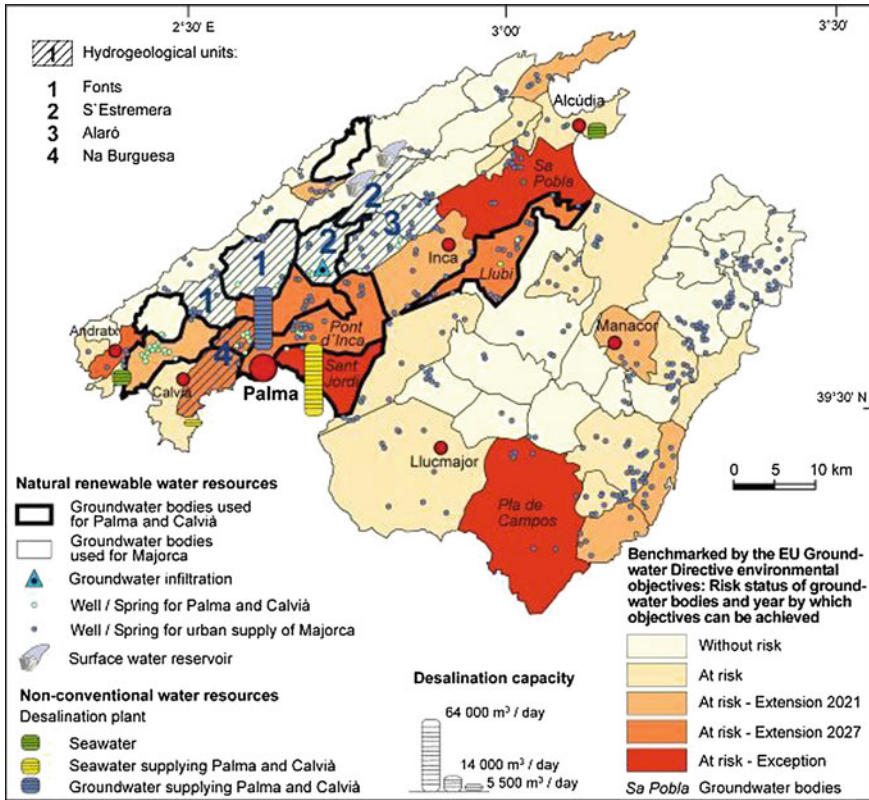 2°30' E
3°00'
3°30'
1 Hydrogeological units:
1 Fonts
2 S`Estremera
3 Alaró
4 Na Burguesa
Alcúdia
Sa
Pobla
2
3
2
1
1
Inca
Llubi
Andratx
Pont
d´Inca
Manacor
4
Sant
Jordi
Calvià
Palma
39°30' N
Llucmajor
0 5 10 km
Pla de
Campos
Natural renewable water resources
Groundwater bodies used
for Palma and Calvià
Groundwater bodies
used for Majorca
Groundwater infiltration
Well / Spring for Palma and Calvià
Well / Spring for urban supply of Majorca
Surface water reservoir
Non-conventional water resources
Desalination plant
Seawater
Seawater supplying Palma and Calvià
Groundwater supplying Palma and Calvià
Desalination capacity
64 000 m³ / day
14 000 m³ / day
5 500 m³ / day
Benchmarked by the EU Ground-
water Directive environmental
objectives: Risk status of ground-
water bodies and year by which
objectives can be achieved
Without risk
At risk
At risk - Extension 2021
At risk - Extension 2027
At risk - Exception
Sa Pobla Groundwater bodies